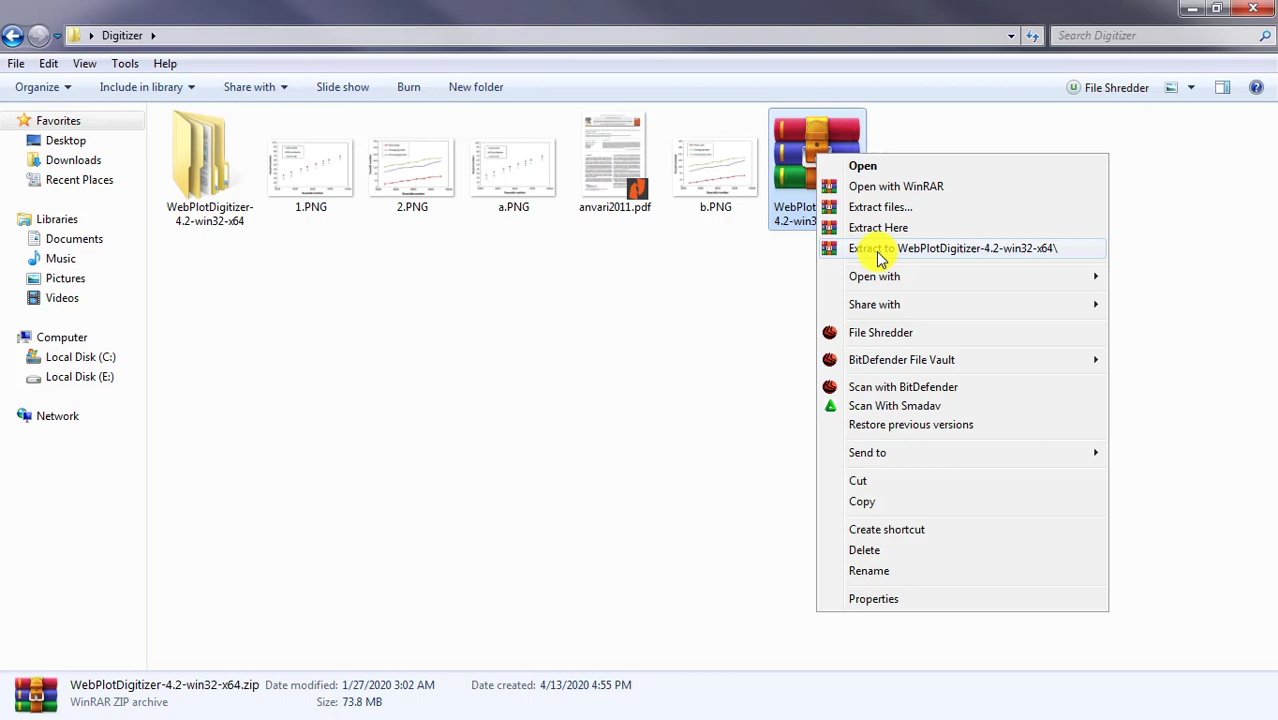 Digitizer
Search Digitizer
File Edit View Tools Help
Organize Include in library Share with Slide show Burn New folder File Shredder
Favorites
Desktop
Downloads
Recent Places
Libraries
Documents
Music
Pictures
Videos
Computer
Local Disk (C:)
Local Disk (E:)
Network
WebPlotDigitizer-
4.2-win32-x64
1.PNG
2.PNG
a.PNG
anvari2011.pdf
b.PNG
WebPlot
4.2-win3
Open
Open with WinRAR
Extract files...
Extract Here
Extract to WebPlotDigitizer-4.2-win32-x64\
Open with
Share with
File Shredder
BitDefender File Vault
Scan with BitDefender
Scan With Smadav
Restore previous versions
Send to
Cut
Copy
Create shortcut
Delete
Rename
Properties
WebPlotDigitizer-4.2-win32-x64.zip Date modified: 1/27/2020 3:02 AM Date created: 4/13/2020 4:55 PM
WinRAR ZIP archive Size: 73.8 MB